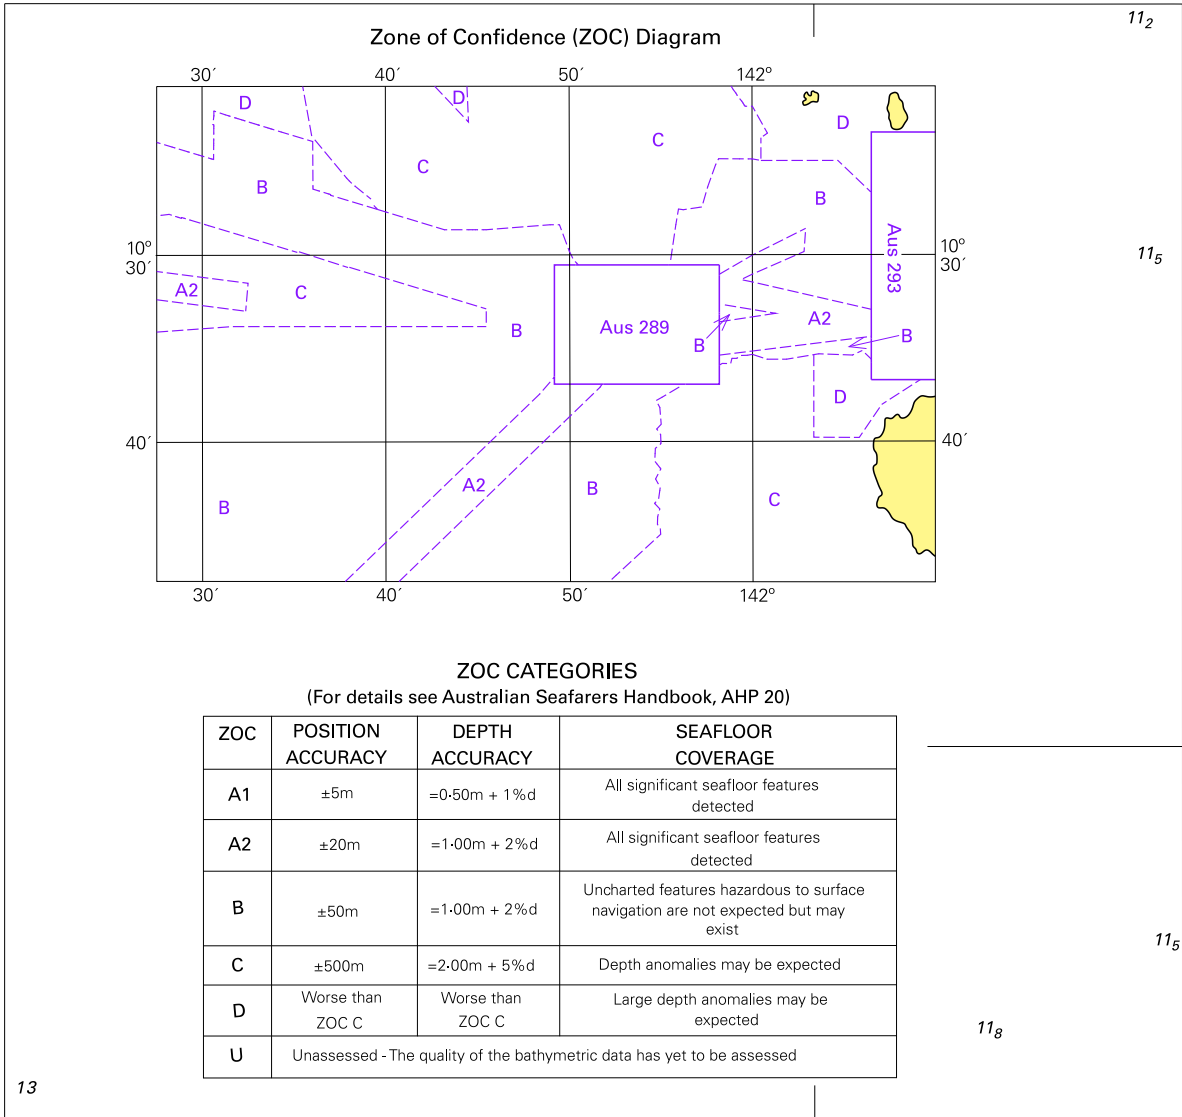 11₂
Zone of Confidence (ZOC) Diagram
30´ 40´ 50´ 142º
D D D
C C
B B
10º 30´ 10º 30´
11₅
Aus 293
A2 C
B Aus 289 A2
B B
D
40´ 40´
A2 B C
B
30´ 40´ 50´ 142º
ZOC CATEGORIES
(For details see Australian Seafarers Handbook, AHP 20)
ZOC POSITION ACCURACY DEPTH ACCURACY SEAFLOOR COVERAGE
A1 ±5m =0·50m + 1%d All significant seafloor features detected
A2 ±20m =1·00m + 2%d All significant seafloor features detected
B ±50m =1·00m + 2%d Uncharted features hazardous to surface navigation are not expected but may exist
11₅
C ±500m =2·00m + 5%d Depth anomalies may be expected
D Worse than ZOC C Worse than ZOC C Large depth anomalies may be expected
11₈
U Unassessed - The quality of the bathymetric data has yet to be assessed
13